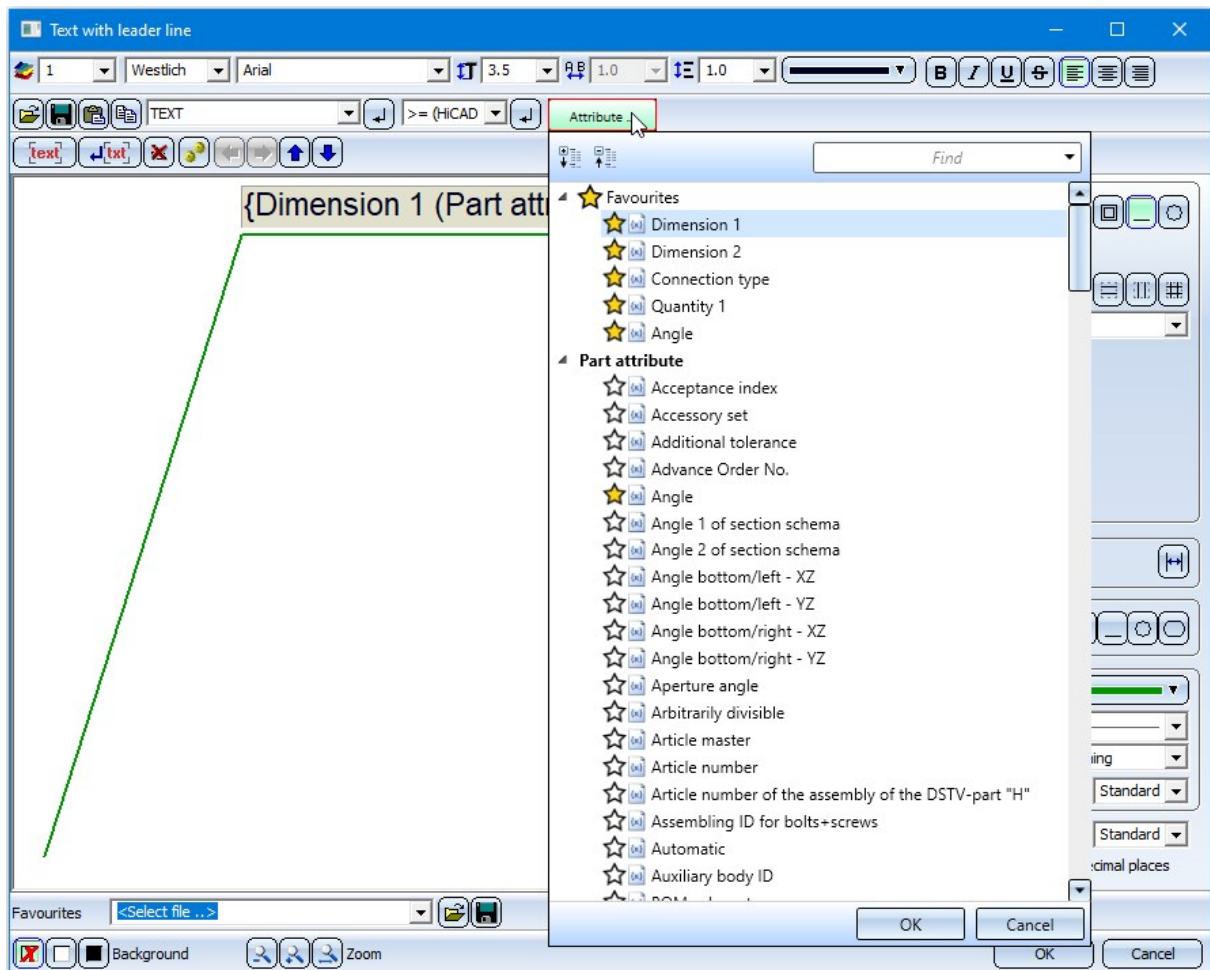 Text with leader line
1 Westlich Arial 3.5 A B 1.0 1.0 B I U S
TEXT >= (HiCAD Attribute ..
[text] [txt]
Find
{Dimension 1 (Part att
Favourites
Dimension 1
Dimension 2
Connection type
Quantity 1
Angle
Part attribute
Acceptance index
Accessory set
Additional tolerance
Advance Order No.
Angle
Angle 1 of section schema
Angle 2 of section schema
Angle bottom/left - XZ
Angle bottom/left - YZ
Angle bottom/right - XZ
Angle bottom/right - YZ
Aperture angle
Arbitrarily divisible
Article master
Article number
Article number of the assembly of the DSTV-part "H"
Assembling ID for bolts+screws
Automatic
Auxiliary body ID
ing
Standard
Standard
cimal places
OK Cancel
Favourites <Select file ..>
Background Zoom
OK Cancel